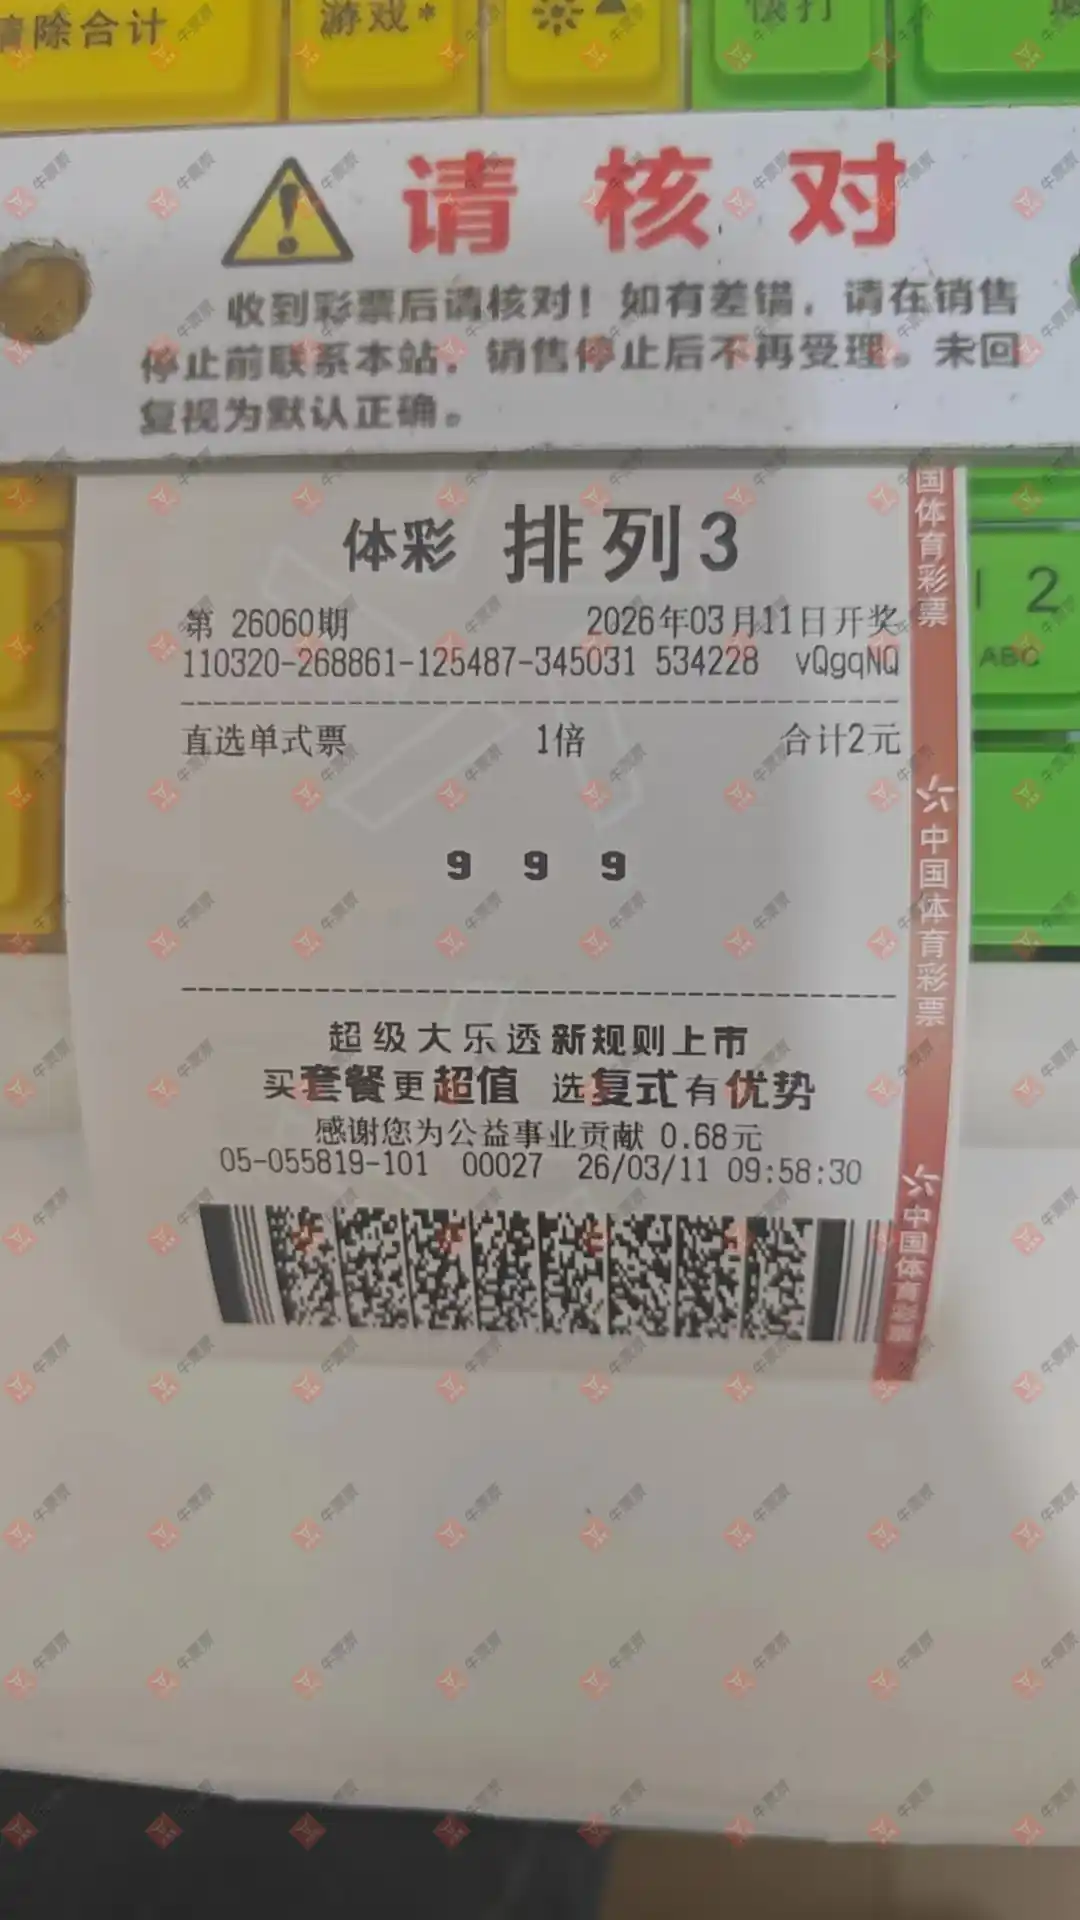 清除合计
游戏*
快打
请 核 对
收到彩票后请核对！如有差错，请在销售
停止前联系本站，销售停止后不再受理。未回
复视为默认正确。
体彩 排列3
第 26060期 2026年03月11日开奖
110320-268861-125487-345031 534228 vQgqNQ
直选单式票 1倍 合计2元
9 9 9
超级大乐透新规则上市
买套餐更超值 选复式有优势
感谢您为公益事业贡献 0.68元
05-055819-101 00027 26/03/11 09:58:30
国体育彩票
中国体育彩票
中国体育彩票
2
ABC
牛票票